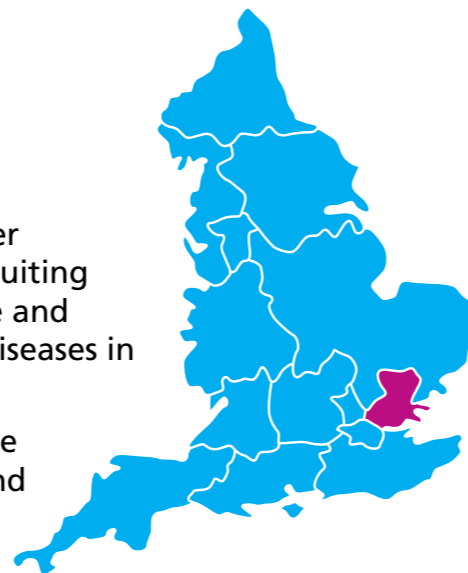 er
uiting
e and
iseases in
e
nd